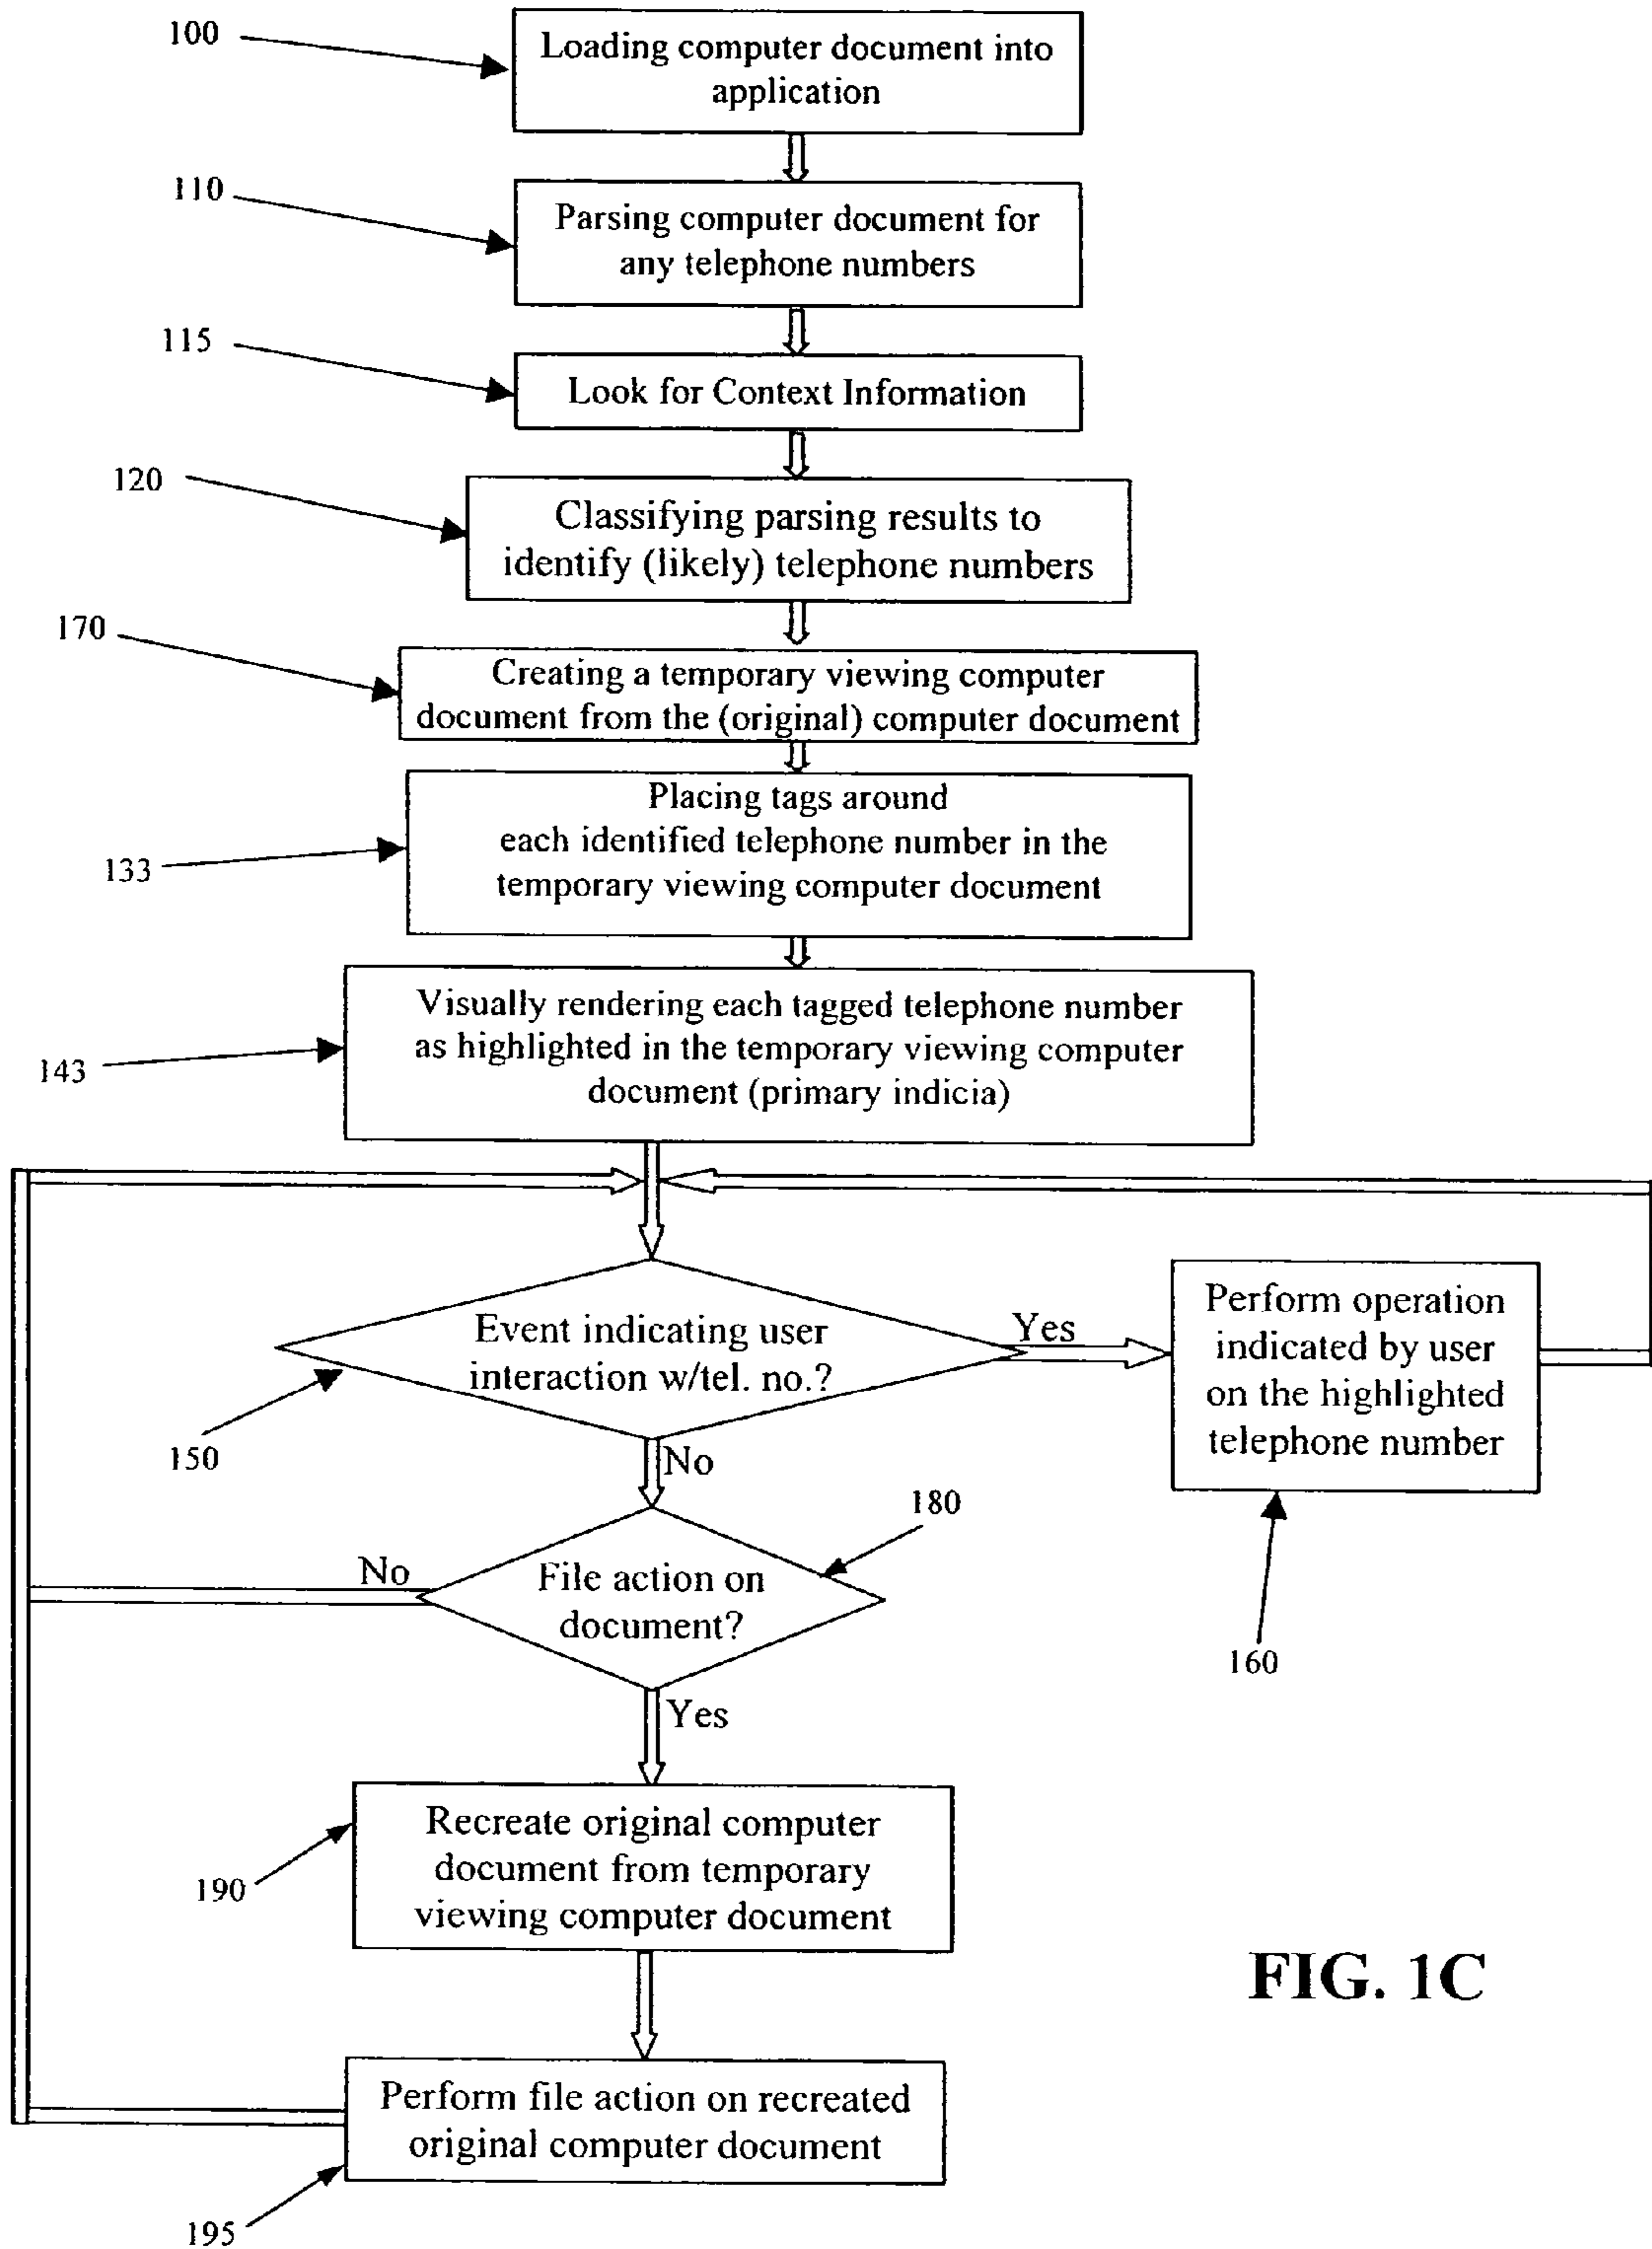 100
Loading computer document into
application
110
Parsing computer document for
any telephone numbers
115
Look for Context Information
120
Classifying parsing results to
identify (likely) telephone numbers
170
Creating a temporary viewing computer
document from the (original) computer document
133
Placing tags around
each identified telephone number in the
temporary viewing computer document
143
Visually rendering each tagged telephone number
as highlighted in the temporary viewing computer
document (primary indicia)
150
Event indicating user
interaction w/tel. no.?
Yes
Perform operation
indicated by user
on the highlighted
telephone number
160
No
180
File action on
document?
No
Yes
190
Recreate original computer
document from temporary
viewing computer document
195
Perform file action on recreated
original computer document
FIG. 1C